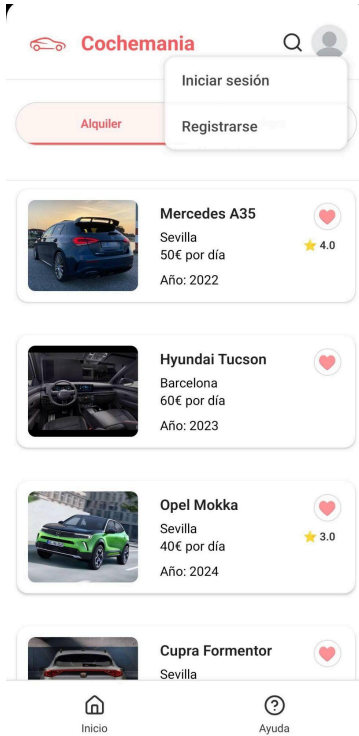 Cochemania
Iniciar sesión
Registrarse
Alquiler
Mercedes A35
Sevilla
50€ por día
4.0
Año: 2022
Hyundai Tucson
Barcelona
60€ por día
Año: 2023
Opel Mokka
Sevilla
40€ por día
3.0
Año: 2024
Cupra Formentor
Sevilla
Inicio
Ayuda